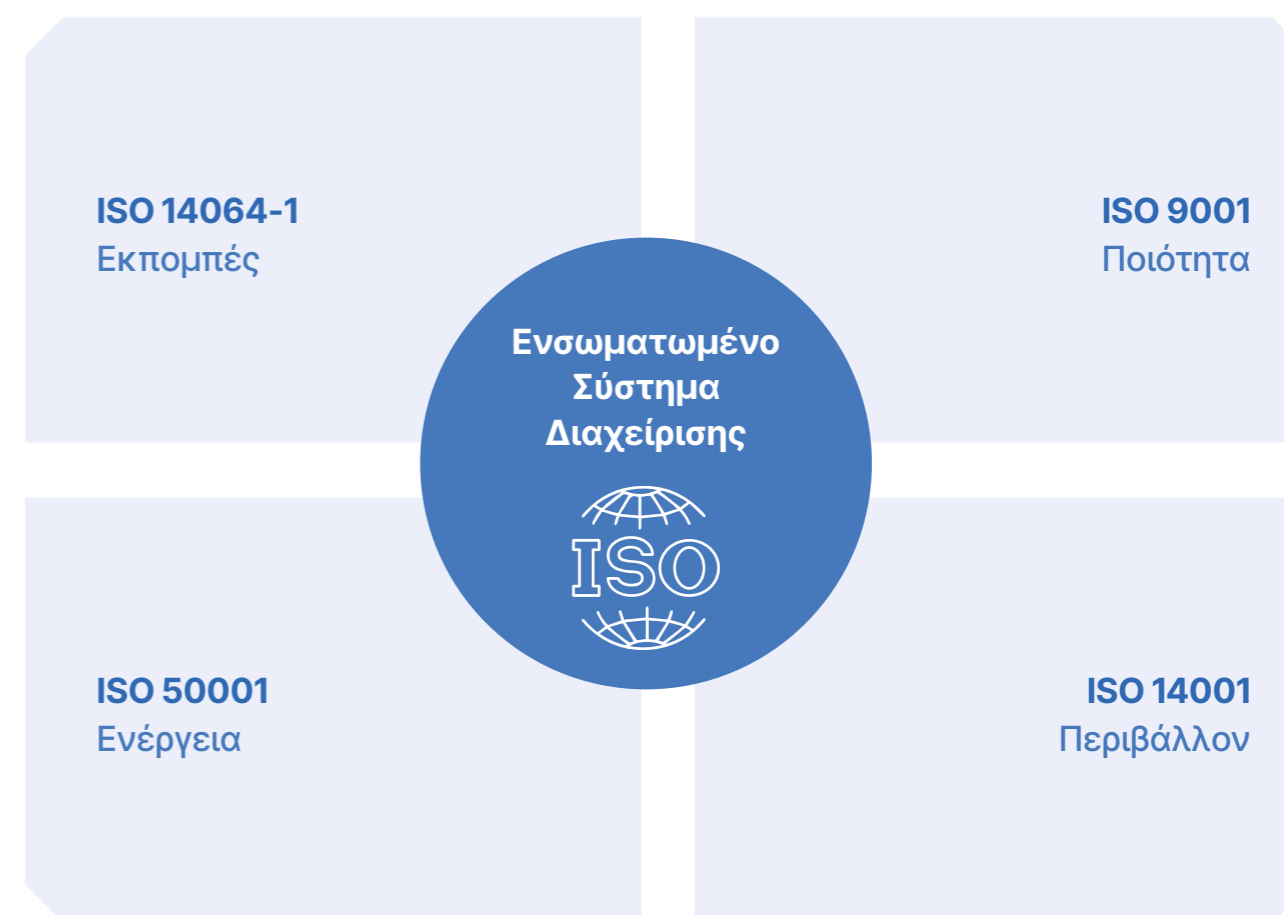 ISO 14064-1
Εκπομπές
ISO 9001
Ποιότητα
Ενσωματωμένο
Σύστημα
Διαχείρισης
ISO
ISO 50001
Ενέργεια
ISO 14001
Περιβάλλον